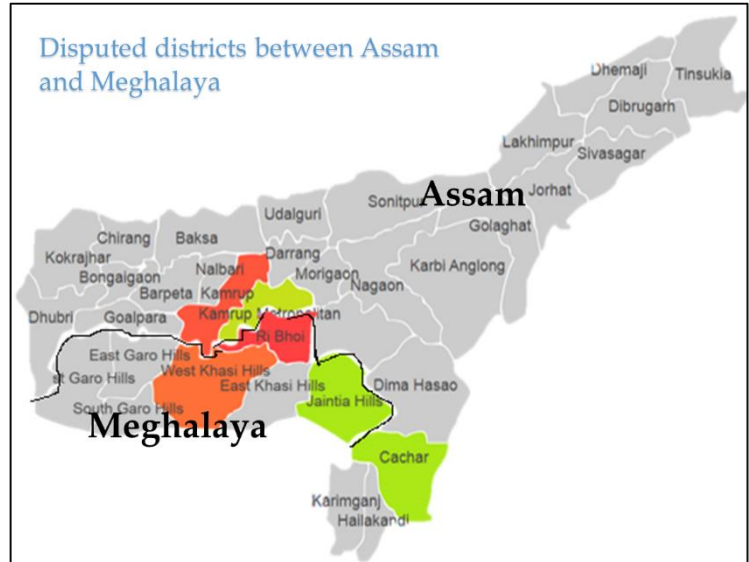 Disputed districts between Assam
and Meghalaya
Dhemaji
Tinsukia
Dibrugarh
Lakhimpur
Sivasagar
Jorhat
Sonitpur
Assam
Golaghat
Udalguri
Chirang
Baksa
Kokrajhar
Darrang
Nalbari
Morigaon
Karbi Anglong
Bongaigaon
Nagaon
Barpeta
Kamrup
Dhubri
Goalpara
Kamrup Metropolitan
Ri Bhoi
East Garo Hills
West Khasi Hills
st Garo Hills
East Khasi Hills
Dima Hasao
Jaintia Hills
South Garo Hills
Meghalaya
Cachar
Karimganj
Hailakandi